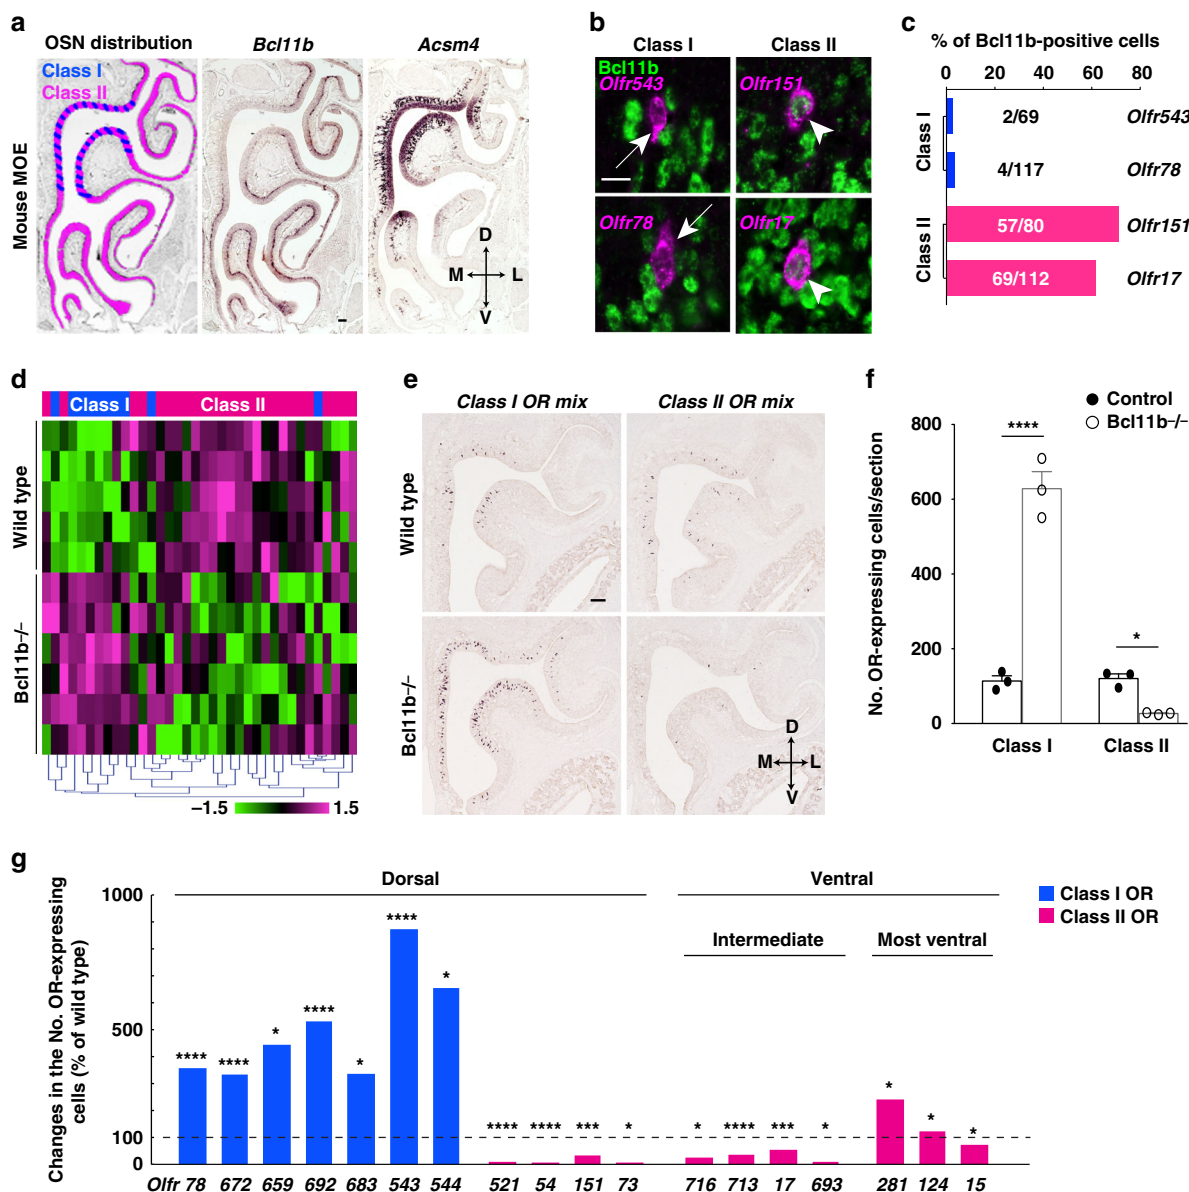 a
OSN distribution
Bcl11b
Acsm4
Class I
Class II
Mouse MOE
D
M
L
V
b
Class I
Class II
Bcl11b
Olfr543
Olfr151
Olfr78
Olfr17
c
% of Bcl11b-positive cells
0 20 40 60 80
Class I
2/69 Olfr543
4/117 Olfr78
Class II
57/80 Olfr151
69/112 Olfr17
d
Class I
Class II
Wild type
Bcl11b–/–
–1.5
1.5
e
Class I OR mix
Class II OR mix
Wild type
Bcl11b–/–
D
M
L
V
f
Control
Bcl11b–/–
No. OR-expressing cells/section
800
600
400
200
0
****
*
Class I
Class II
g
Changes in the No. OR-expressing
cells (% of wild type)
1000
500
100
0
Dorsal
Ventral
Intermediate
Most ventral
Class I OR
Class II OR
**** **** * **** * **** * **** **** *** * * **** *** * * * *
Olfr 78 672 659 692 683 543 544 521 54 151 73 716 713 17 693 281 124 15